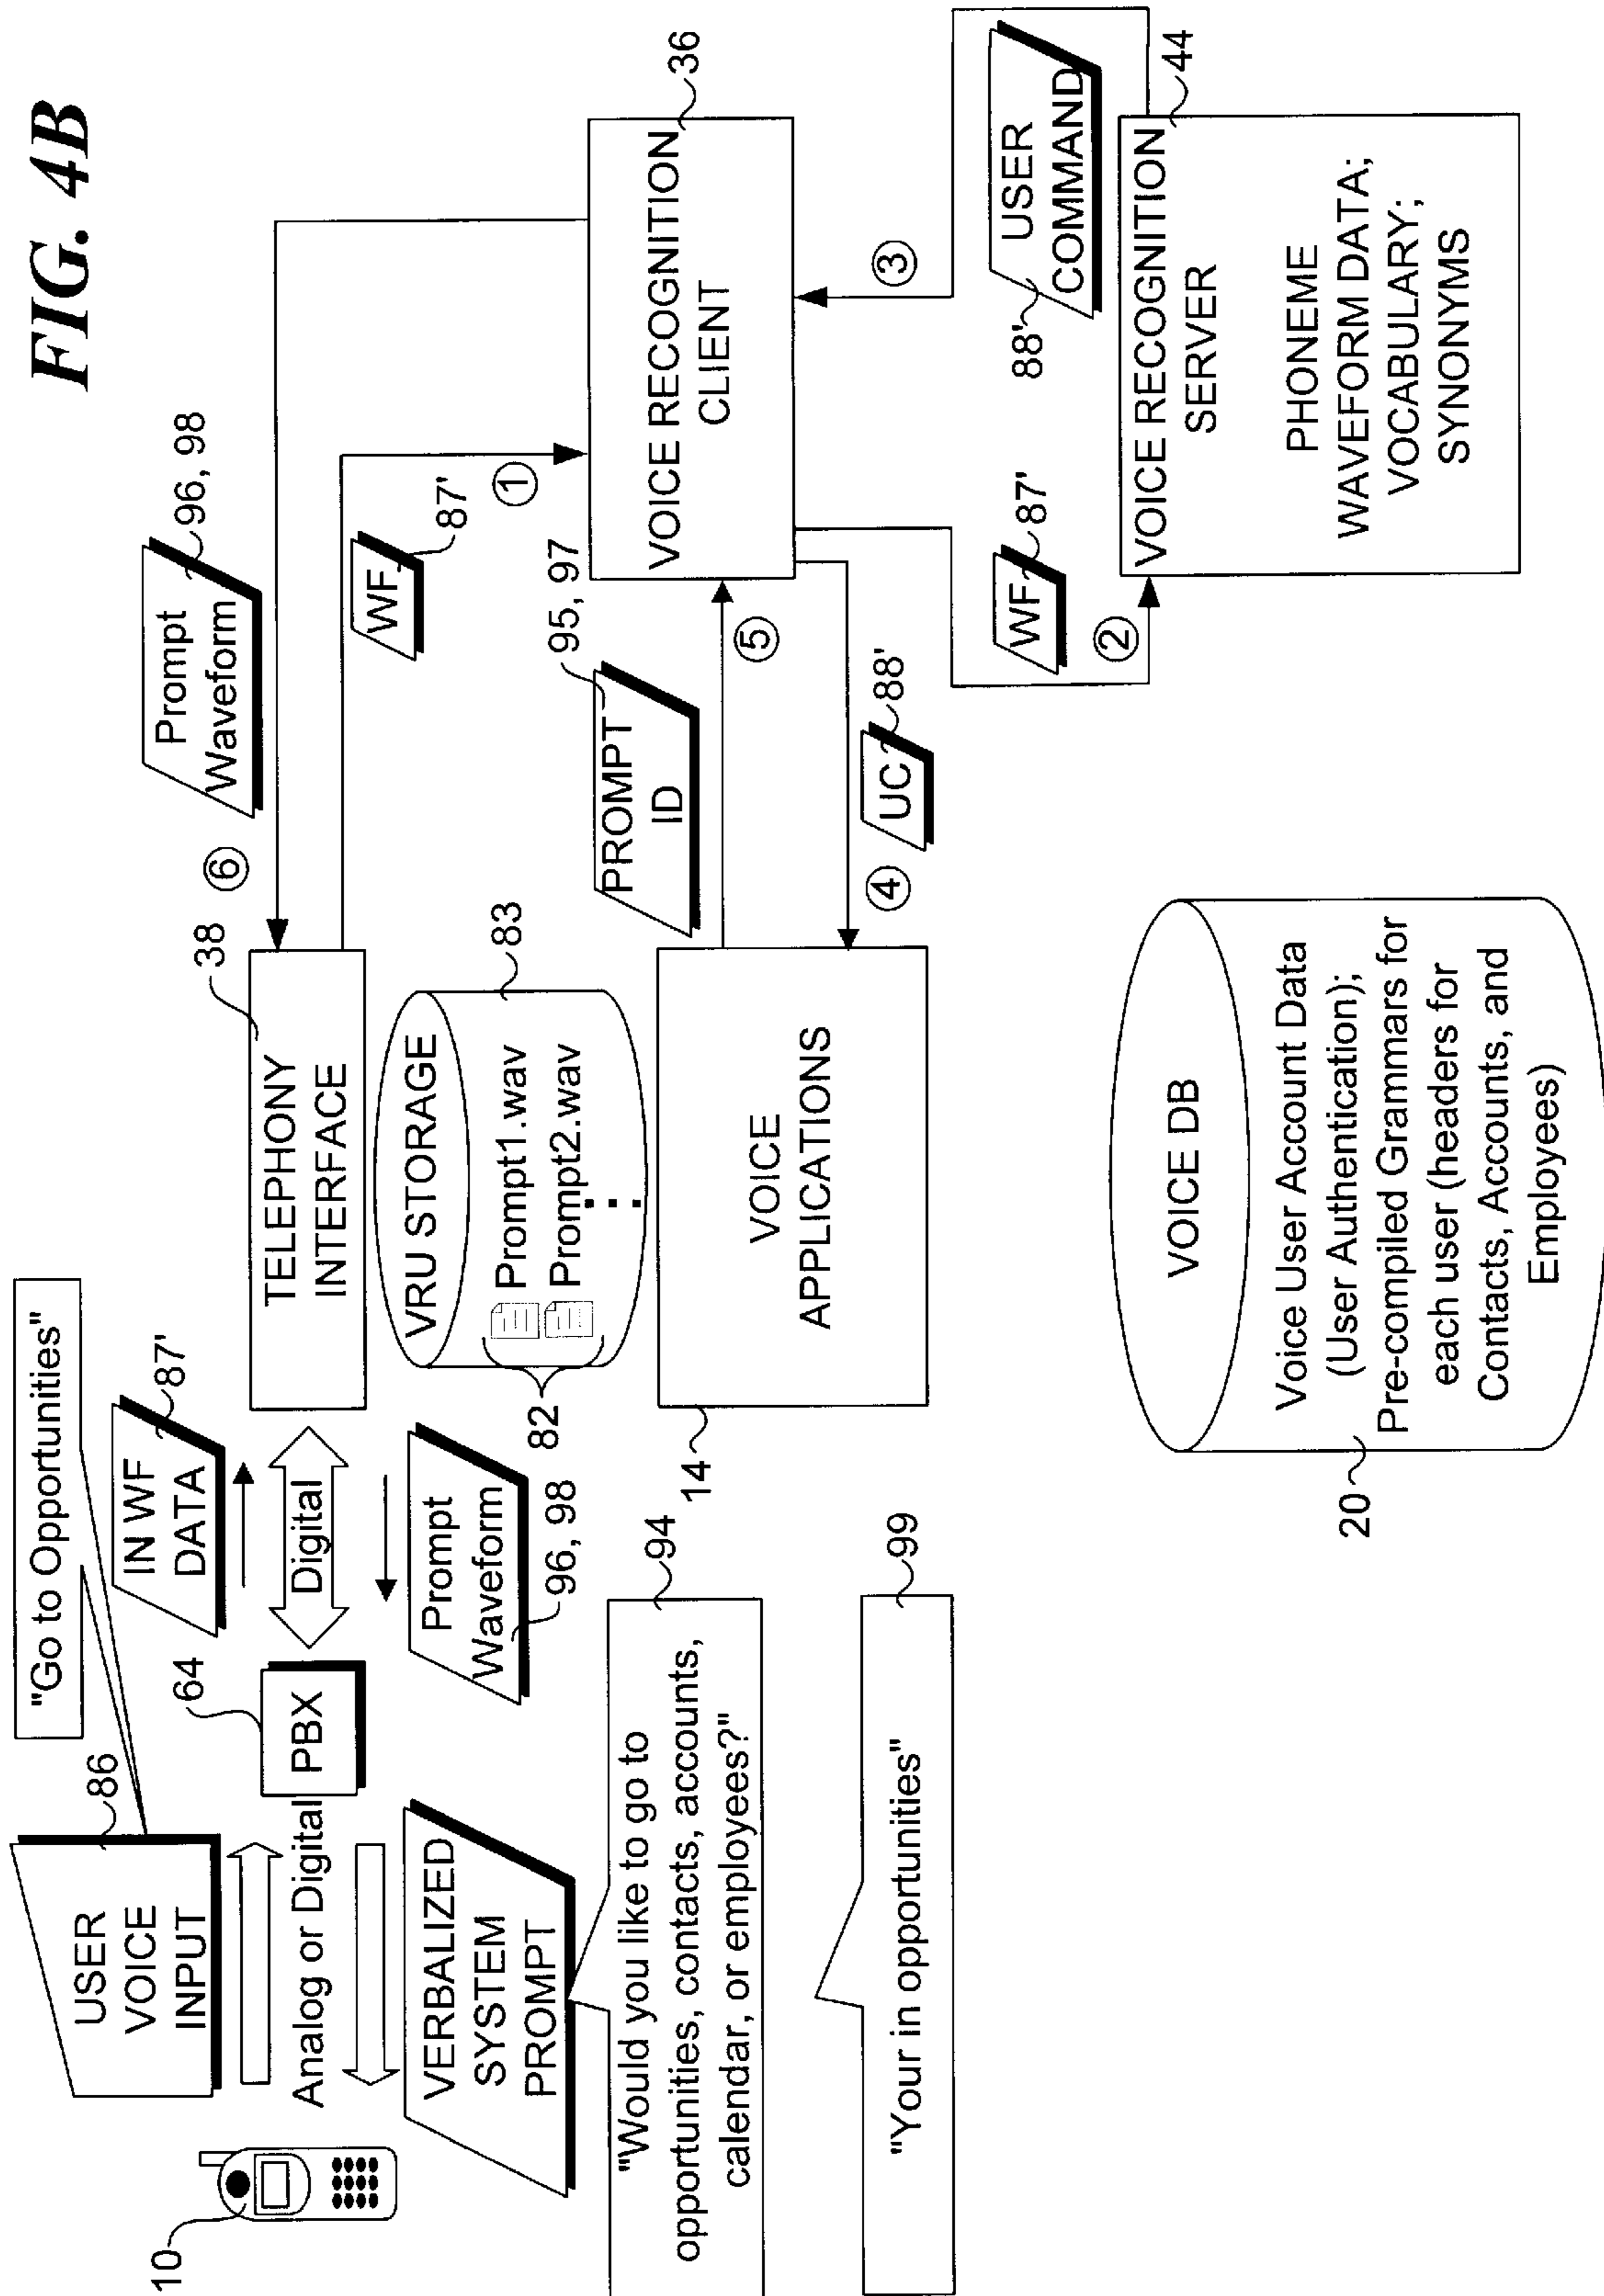 FIG. 4B
"Go to Opportunities"
86
USER
VOICE
INPUT
10
Analog or Digital
64
PBX
IN WF
DATA
87'
Digital
Prompt
Waveform
96, 98
VERBALIZED
SYSTEM
PROMPT
"Would you like to go to
opportunities, contacts, accounts,
calendar, or employees?"
94
"Your in opportunities"
99
38
TELEPHONY
INTERFACE
VRU STORAGE
83
Prompt1.wav
Prompt2.wav
⋮
82
VOICE
APPLICATIONS
14
6
Prompt
Waveform
96, 98
WF
87'
1
VOICE RECOGNITION
CLIENT
36
PROMPT
ID
95, 97
5
4
UC
88'
WF
87'
2
3
USER
COMMAND
88'
VOICE RECOGNITION
SERVER
44
PHONEME
WAVEFORM DATA;
VOCABULARY;
SYNONYMS
VOICE DB
Voice User Account Data
(User Authentication);
Pre-compiled Grammars for
each user (headers for
Contacts, Accounts, and
Employees)
20